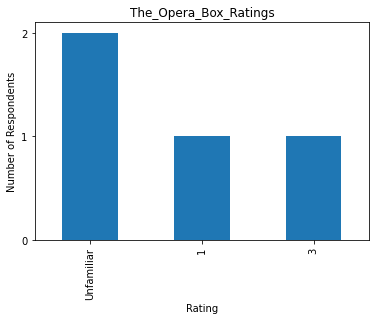 The_Opera_Box_Ratings
Number of Respondents
2
1
0
Unfamiliar
1
3
Rating